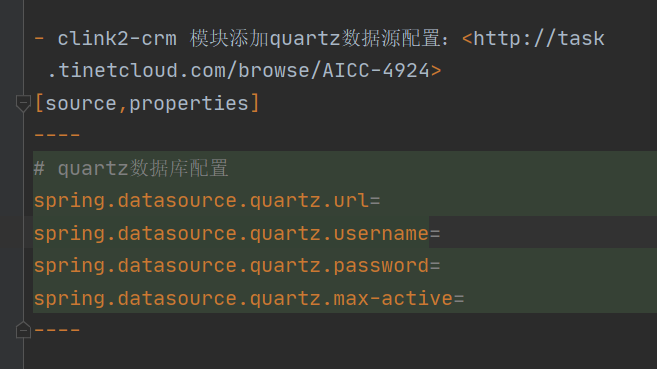 - clink2-crm 模块添加quartz数据源配置：<http://task
.tinetcloud.com/browse/AICC-4924>
[source,properties]
----
# quartz数据库配置
spring.datasource.quartz.url=
spring.datasource.quartz.username=
spring.datasource.quartz.password=
spring.datasource.quartz.max-active=
----